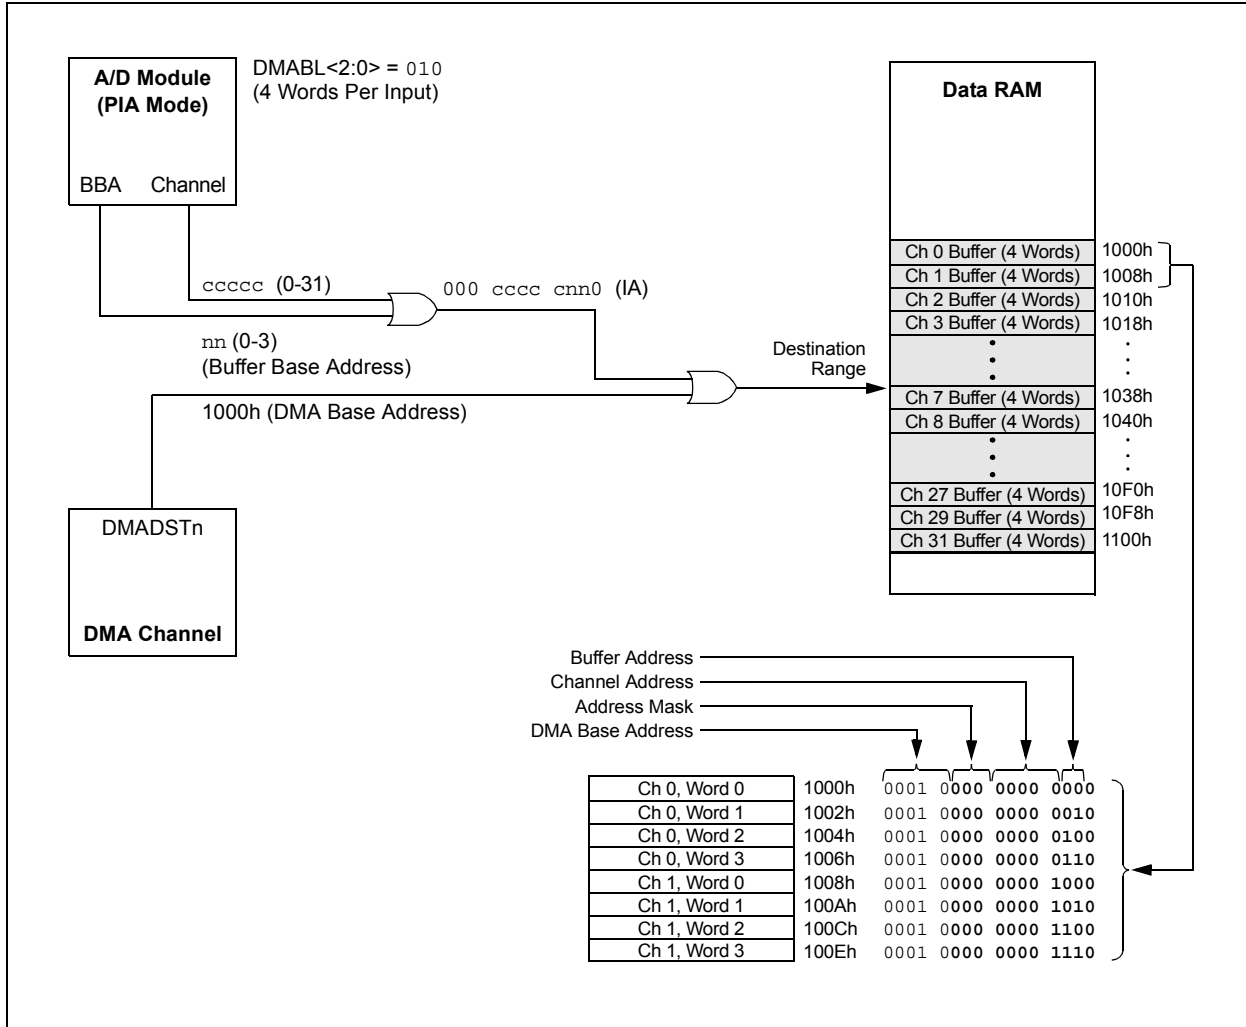 A/D Module
(PIA Mode)
BBA Channel
DMABL<2:0> = 010
(4 Words Per Input)
ccccc (0-31)
000 cccc cnn0 (IA)
nn (0-3)
(Buffer Base Address)
1000h (DMA Base Address)
Destination
Range
DMADSTn
DMA Channel
Data RAM
Ch 0 Buffer (4 Words) 1000h
Ch 1 Buffer (4 Words) 1008h
Ch 2 Buffer (4 Words) 1010h
Ch 3 Buffer (4 Words) 1018h
Ch 7 Buffer (4 Words) 1038h
Ch 8 Buffer (4 Words) 1040h
Ch 27 Buffer (4 Words) 10F0h
Ch 29 Buffer (4 Words) 10F8h
Ch 31 Buffer (4 Words) 1100h
Buffer Address
Channel Address
Address Mask
DMA Base Address
Ch 0, Word 0 1000h 0001 0000 0000 0000
Ch 0, Word 1 1002h 0001 0000 0000 0010
Ch 0, Word 2 1004h 0001 0000 0000 0100
Ch 0, Word 3 1006h 0001 0000 0000 0110
Ch 1, Word 0 1008h 0001 0000 0000 1000
Ch 1, Word 1 100Ah 0001 0000 0000 1010
Ch 1, Word 2 100Ch 0001 0000 0000 1100
Ch 1, Word 3 100Eh 0001 0000 0000 1110